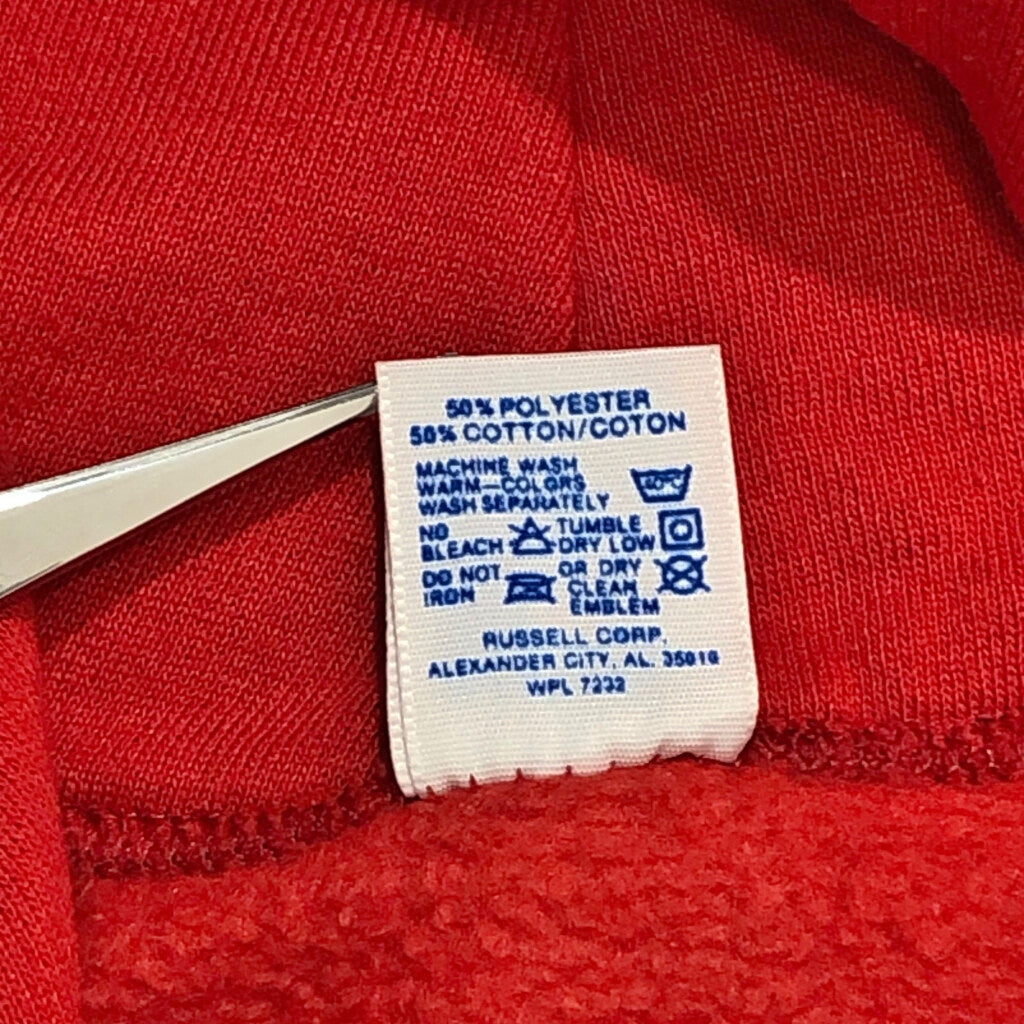 50% POLYESTER
50% COTTON/COTON
MACHINE WASH
WARM—COLORS
WASH SEPARATELY
40°C
NO
BLEACH
TUMBLE
DRY LOW
DO NOT
IRON
OR DRY
CLEAN
EMBLEM
RUSSELL CORP.
ALEXANDER CITY, AL. 35010
WPL 7232